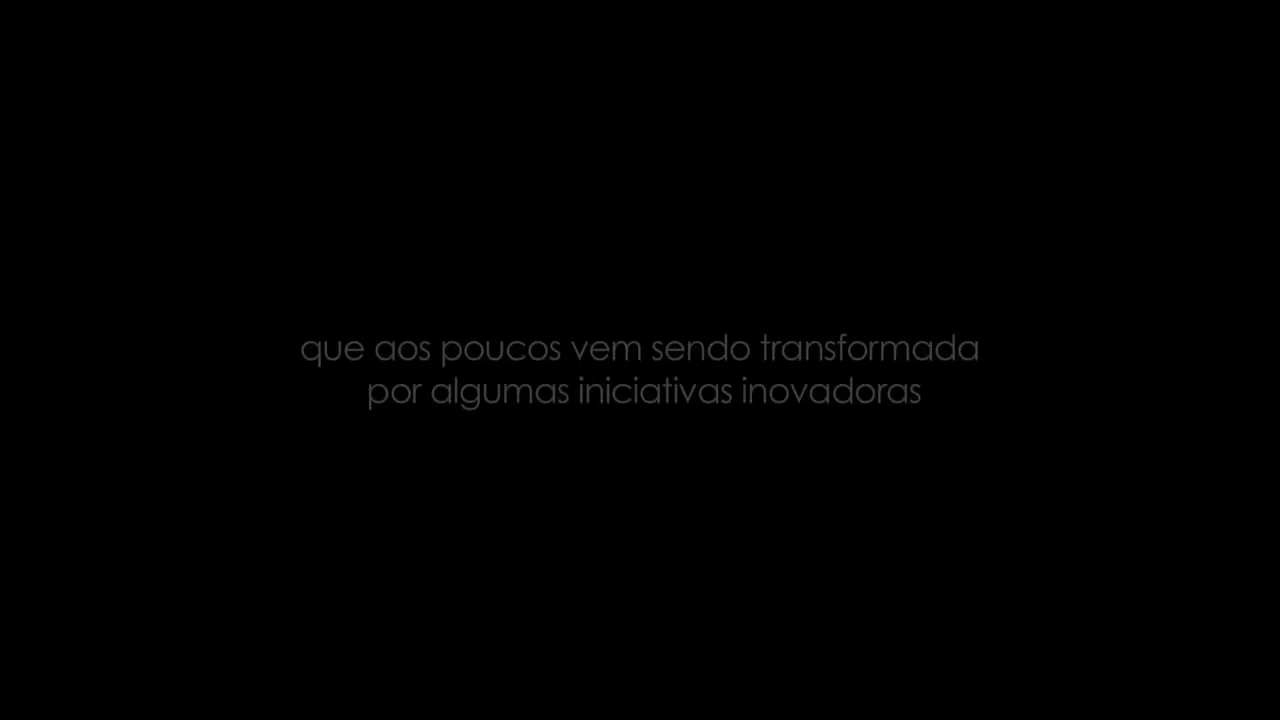 que aos poucos vem sendo transformada
por algumas iniciativas inovadoras